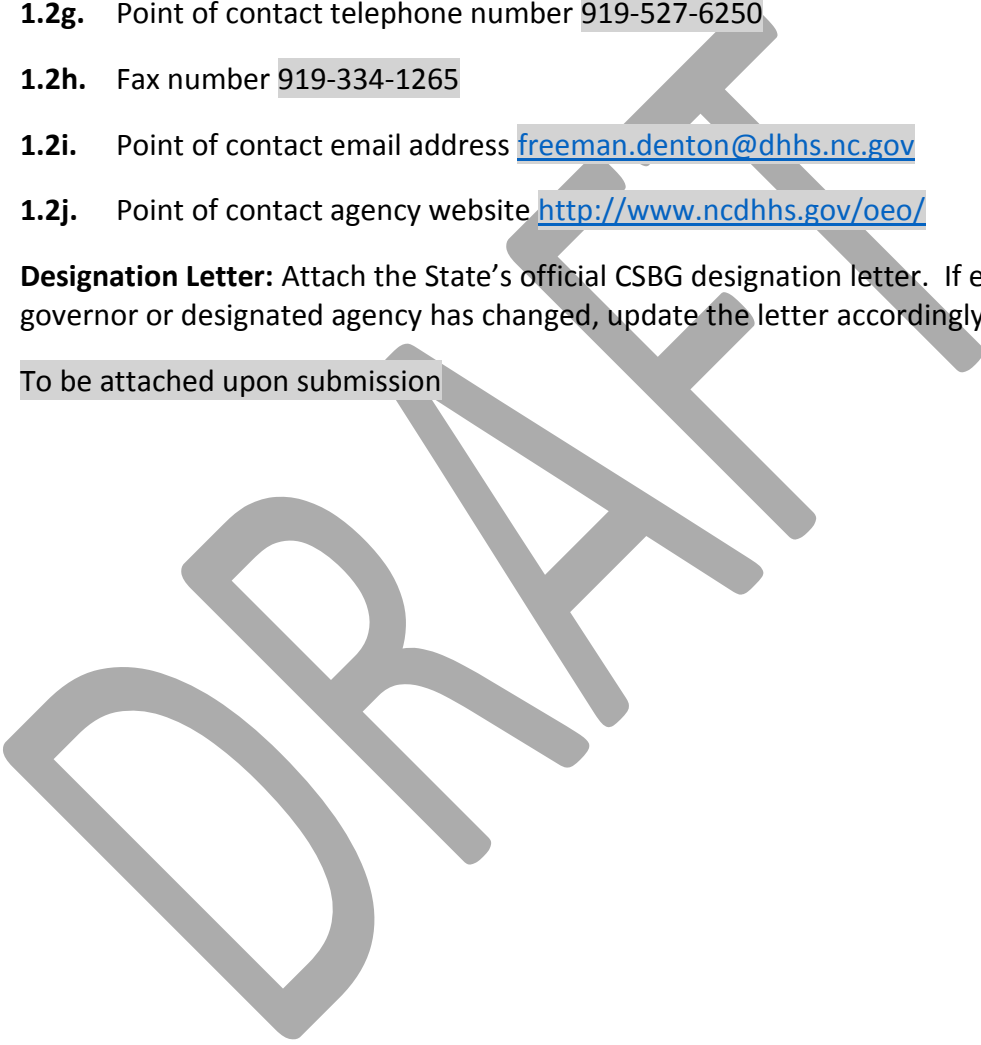 1.2g. Point of contact telephone number 919-527-6250
1.2h. Fax number 919-334-1265
1.2i. Point of contact email address freeman.denton@dhhs.nc.gov
1.2j. Point of contact agency website http://www.ncdhhs.gov/oeo/
Designation Letter: Attach the State's official CSBG designation letter. If e
governor or designated agency has changed, update the letter accordingly
To be attached upon submission
DRAFT